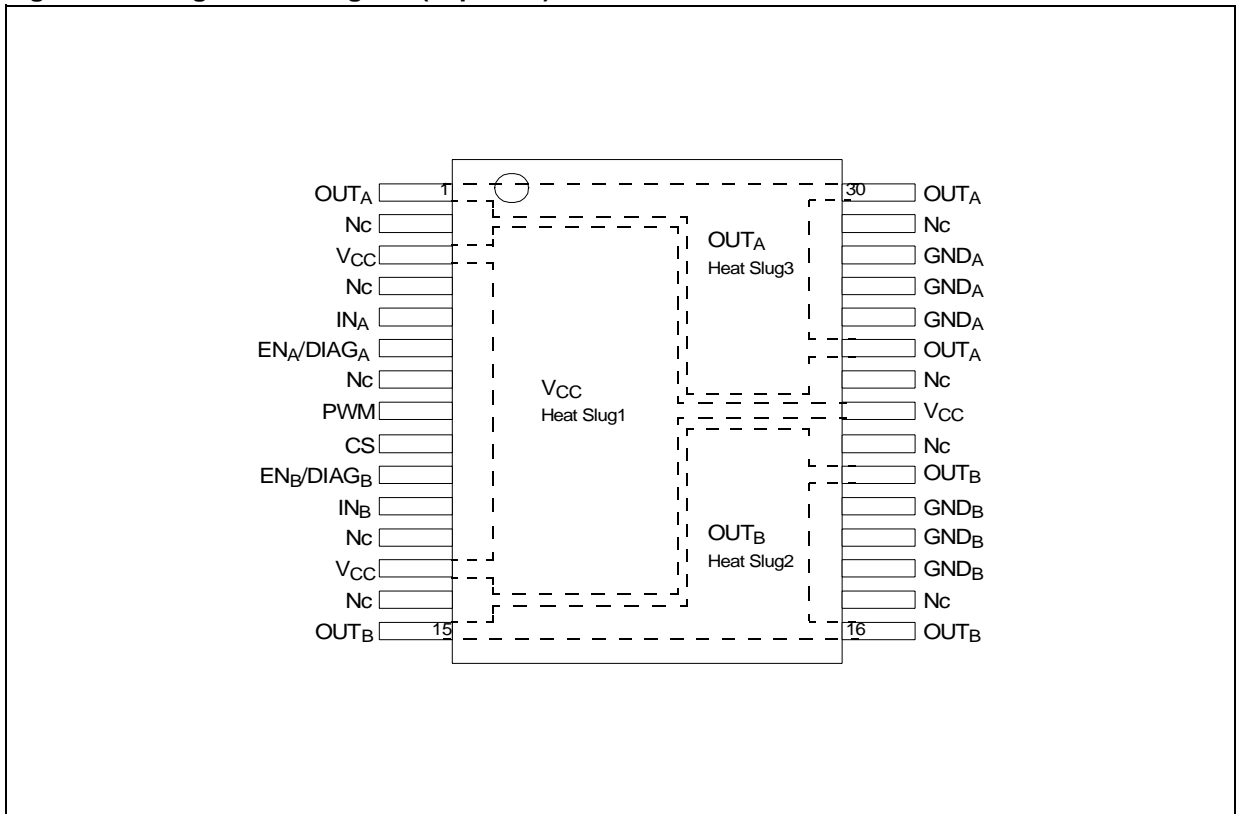 OUTA 1 30 OUTA
Nc Nc
VCC GNDA
Nc GNDA
INA GNDA
ENA/DIAGA OUTA
Nc Nc
PWM VCC
CS Nc
ENB/DIAGB OUTB
INB GNDB
Nc GNDB
VCC GNDB
Nc Nc
OUTB 15 16 OUTB
OUTA
Heat Slug3
VCC
Heat Slug1
OUTB
Heat Slug2